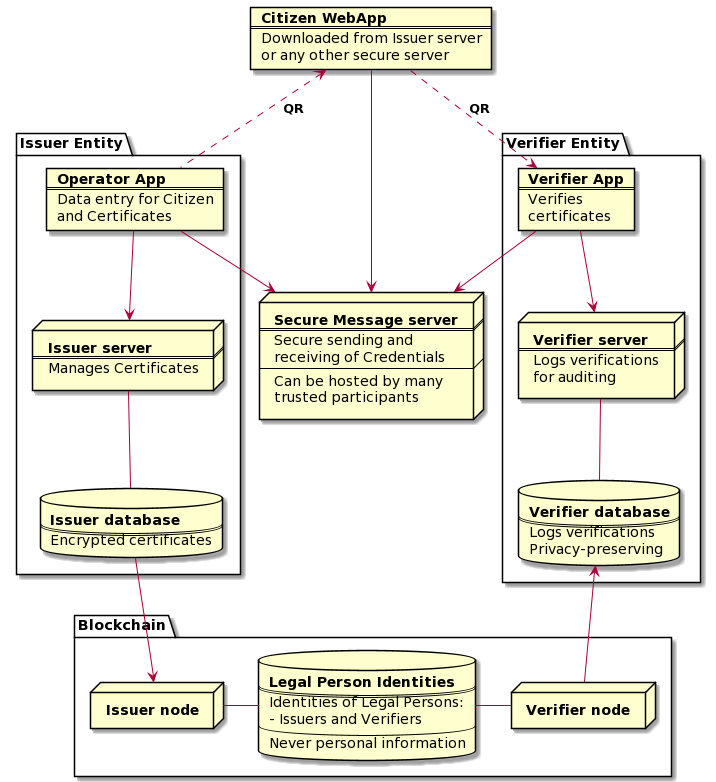 Citizen WebApp
Downloaded from Issuer server
or any other secure server
QR
QR
Issuer Entity
Operator App
Data entry for Citizen
and Certificates
Issuer server
Manages Certificates
Issuer database
Encrypted certificates
Secure Message server
Secure sending and
receiving of Credentials
Can be hosted by many
trusted participants
Verifier Entity
Verifier App
Verifies
certificates
Verifier server
Logs verifications
for auditing
Verifier database
Logs verifications
Privacy-preserving
Blockchain
Issuer node
Legal Person Identities
Identities of Legal Persons:
- Issuers and Verifiers
Never personal information
Verifier node